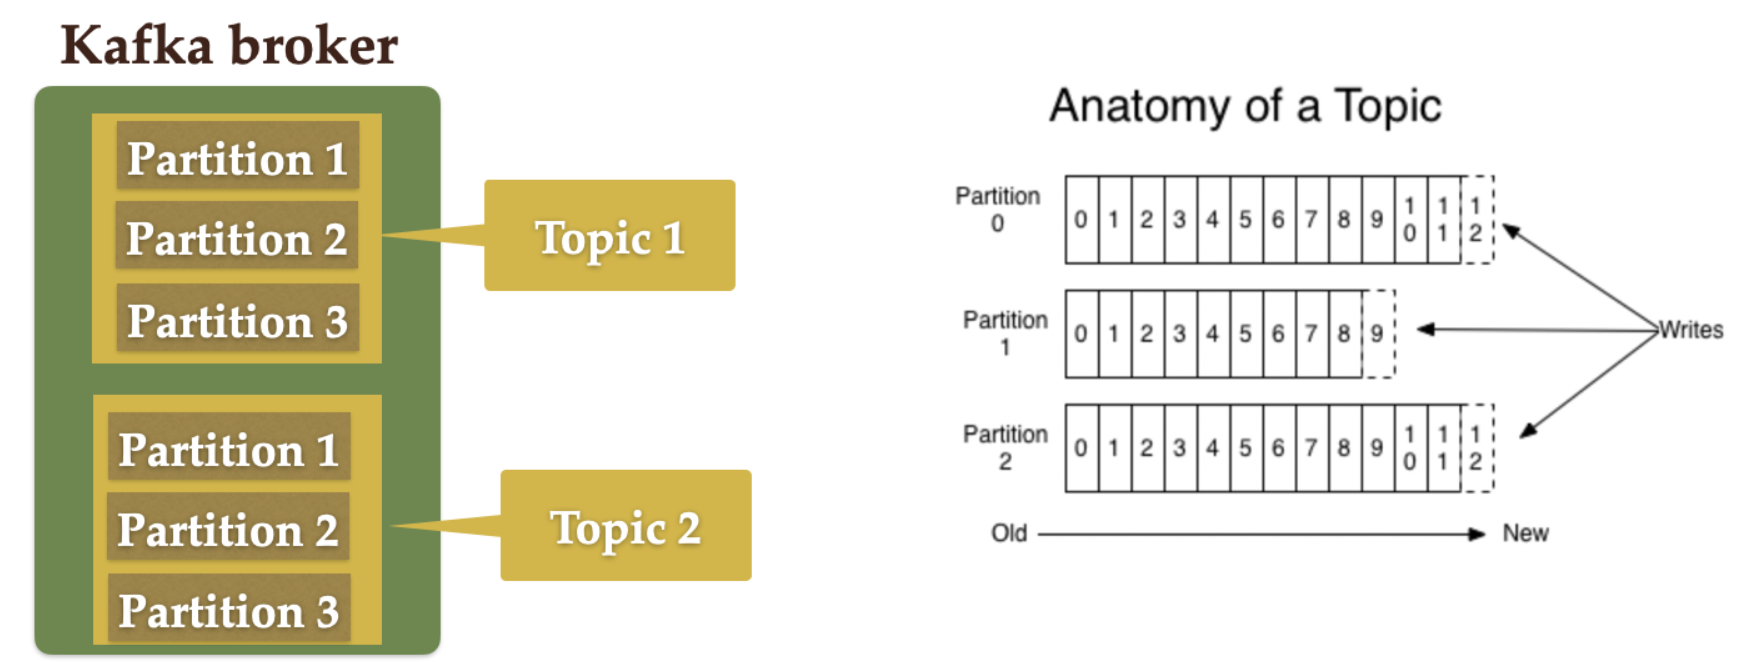 Kafka broker
Partition 1
Partition 2
Partition 3
Topic 1
Partition 1
Partition 2
Partition 3
Topic 2
Anatomy of a Topic
Partition
0
0 1 2 3 4 5 6 7 8 9 10 11 12
Partition
1
0 1 2 3 4 5 6 7 8 9
Partition
2
0 1 2 3 4 5 6 7 8 9 10 11 12
Writes
Old
New